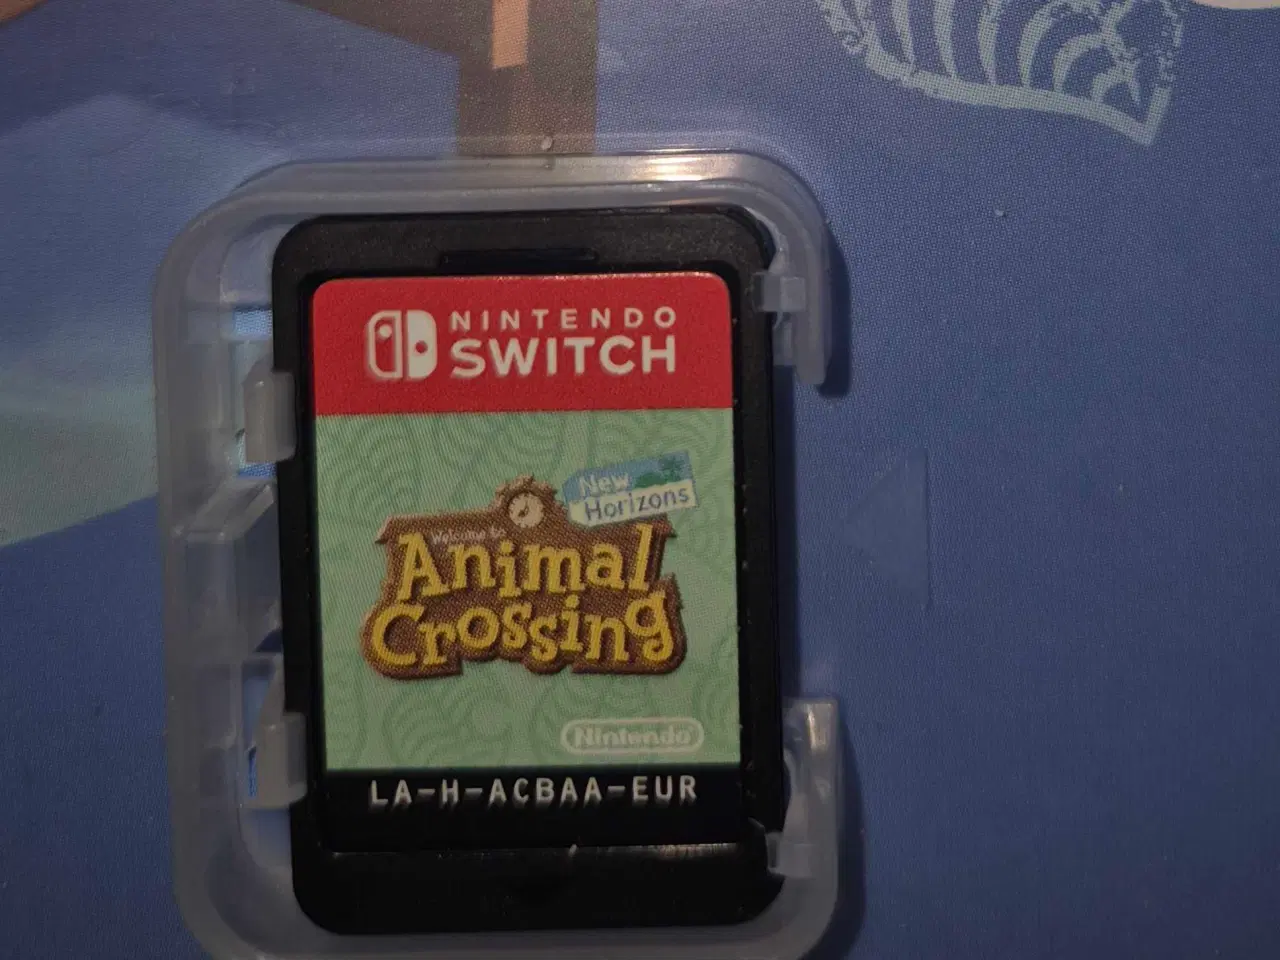 NINTENDO
SWITCH
New
Horizons
Welcome to
Animal
Crossing
Nintendo
LA-H-ACBAA-EUR